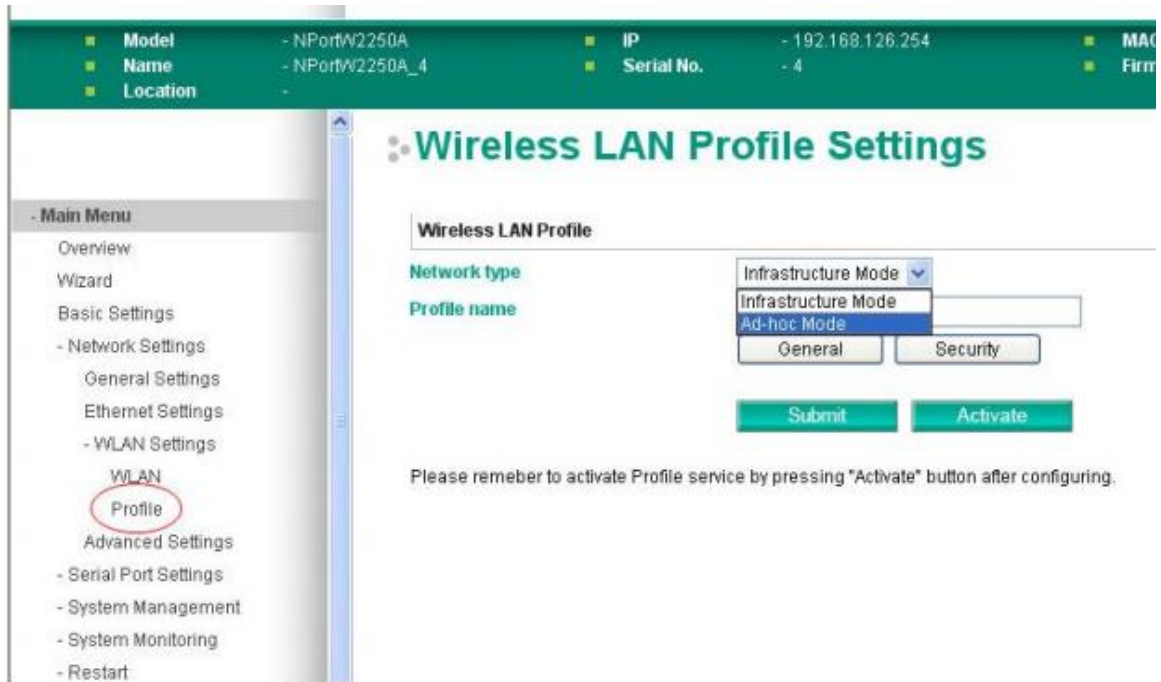 Model - NPortW2250A IP - 192.168.126.254 MAC
Name - NPortW2250A_4 Serial No. - 4 Firm
Location -
Wireless LAN Profile Settings
- Main Menu
Overview
Wizard
Basic Settings
- Network Settings
General Settings
Ethernet Settings
- WLAN Settings
WLAN
Profile
Advanced Settings
- Serial Port Settings
- System Management
- System Monitoring
- Restart
Wireless LAN Profile
Network type Infrastructure Mode
Infrastructure Mode
Ad-hoc Mode
Profile name
General Security
Submit Activate
Please remeber to activate Profile service by pressing "Activate" button after configuring.